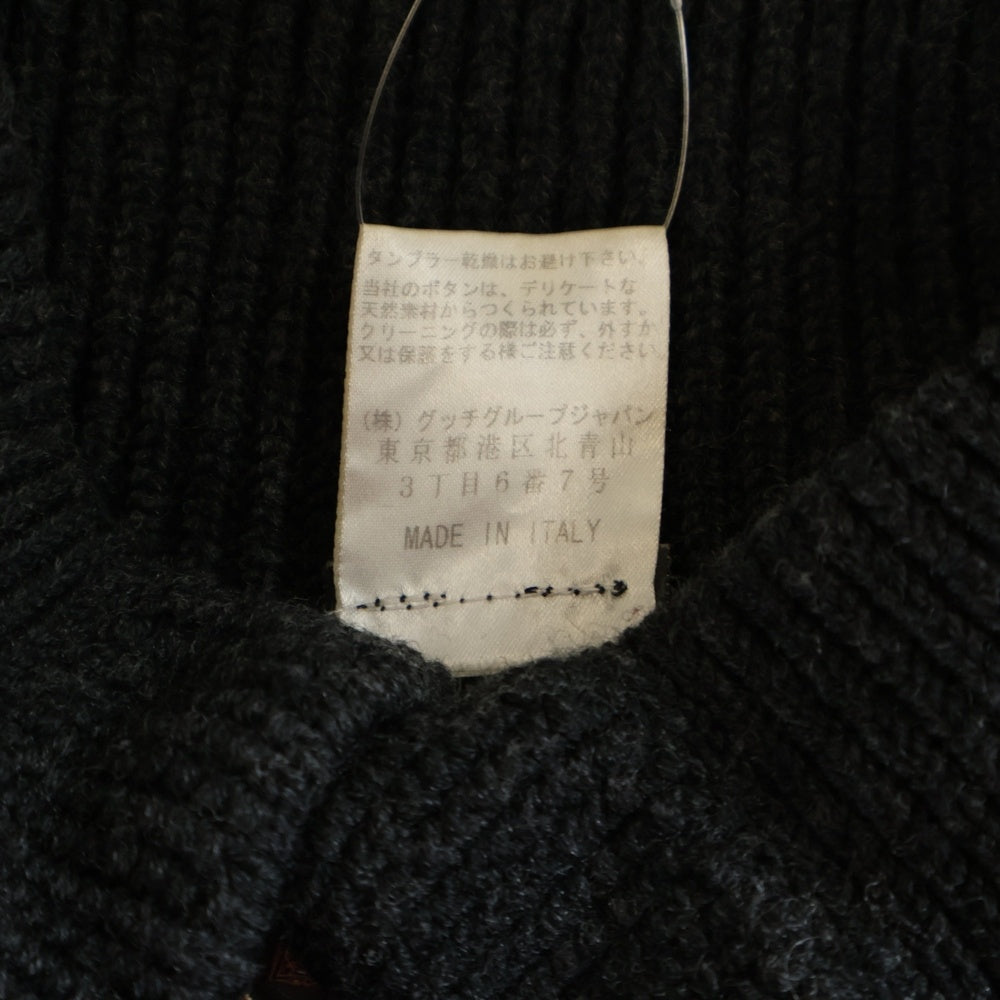 タンブラー乾燥はお避け下さい。
当社のボタンは、デリケートな
天然素材からつくられています。
クリーニングの際は必ず、外すか
又は保護をする様ご注意ください
(株) グッチグループジャパン
東京都港区北青山
3丁目6番7号
MADE IN ITALY